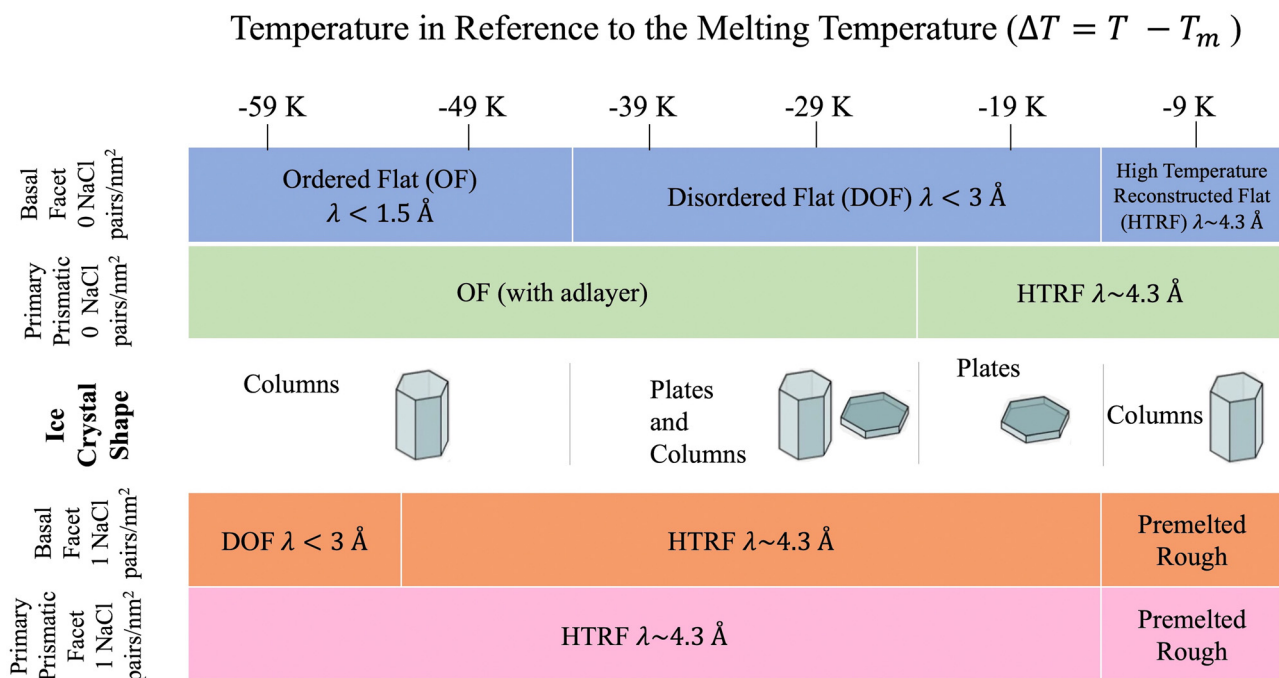 Temperature in Reference to the Melting Temperature (ΔT = T − Tₘ )
-59 K
-49 K
-39 K
-29 K
-19 K
-9 K
Basal
Facet
0 NaCl
pairs/nm²
Ordered Flat (OF)
λ < 1.5 Å
Disordered Flat (DOF) λ < 3 Å
High Temperature
Reconstructed Flat
(HTRF) λ~4.3 Å
Primary
Prismatic
0 NaCl
pairs/nm²
OF (with adlayer)
HTRF λ~4.3 Å
Ice
Crystal
Shape
Columns
Plates
and
Columns
Plates
Columns
Basal
Facet
1 NaCl
pairs/nm²
DOF λ < 3 Å
HTRF λ~4.3 Å
Premelted
Rough
Primary
Prismatic
Facet
1 NaCl
pairs/nm²
HTRF λ~4.3 Å
Premelted
Rough